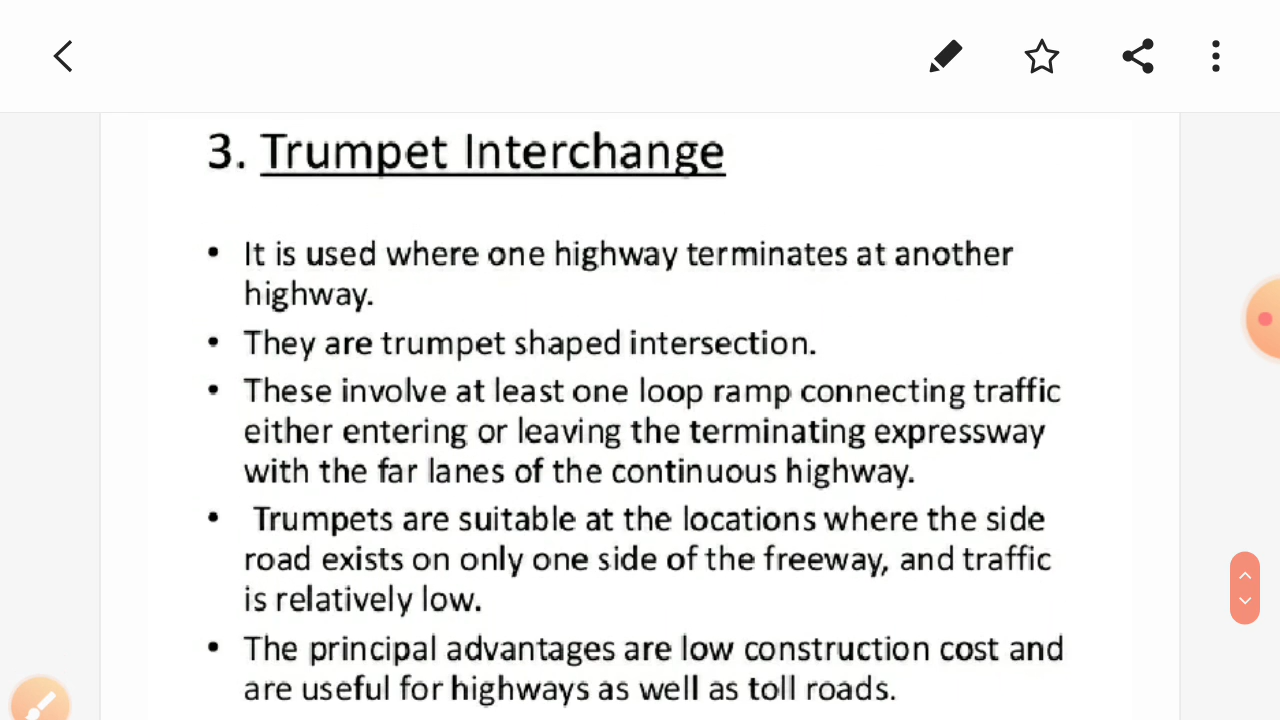 3. Trumpet Interchange
• It is used where one highway terminates at another
highway.
• They are trumpet shaped intersection.
• These involve at least one loop ramp connecting traffic
either entering or leaving the terminating expressway
with the far lanes of the continuous highway.
• Trumpets are suitable at the locations where the side
road exists on only one side of the freeway, and traffic
is relatively low.
• The principal advantages are low construction cost and
are useful for highways as well as toll roads.